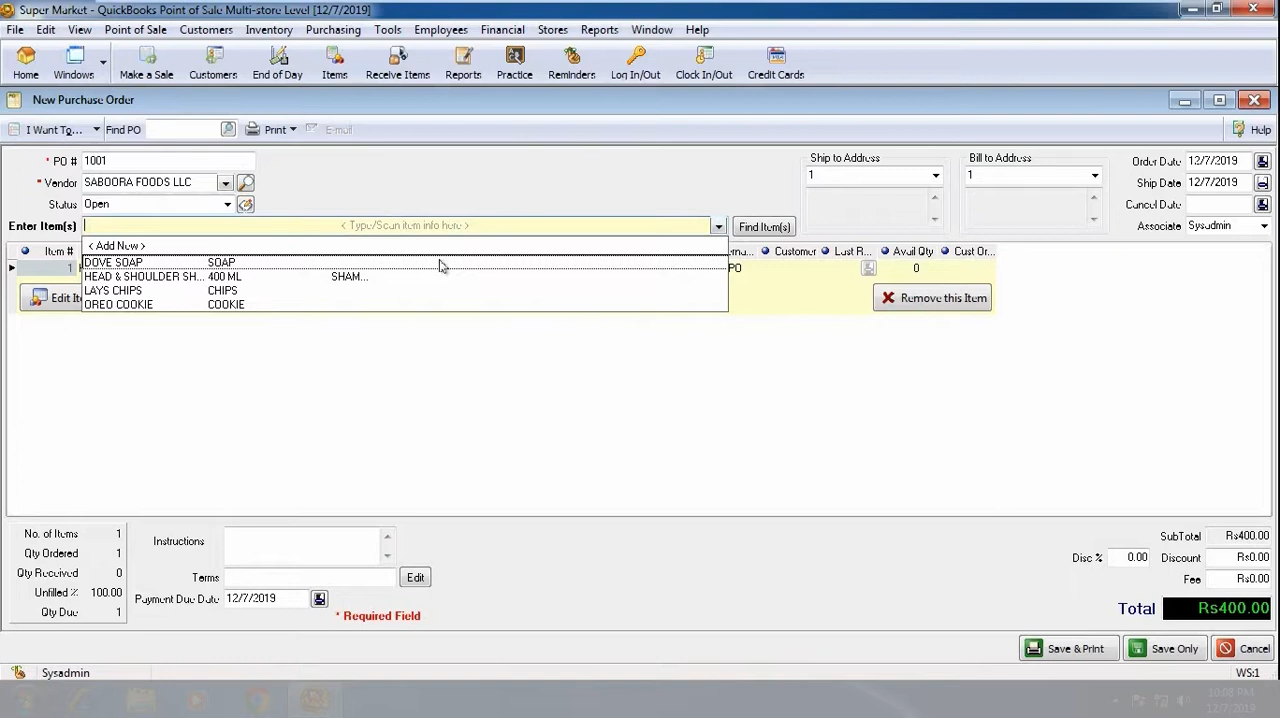 Super Market - QuickBooks Point of Sale Multi-store Level [12/7/2019]
File Edit View Point of Sale Customers Inventory Purchasing Tools Employees Financial Stores Reports Window Help
Home Windows Make a Sale Customers End of Day Items Receive Items Reports Practice Reminders Log In/Out Clock In/Out Credit Cards
New Purchase Order
I Want To... Find PO Print E-mail Help
* PO # 1001 Ship to Address Bill to Address Order Date 12/7/2019
* Vendor SABOORA FOODS LLC 1 1 Ship Date 12/7/2019
Status Open Cancel Date
Enter Item(s) < Type/Scan item info here > Find Item(s) Associate Sysadmin
< Add New >
Item # Customer Last R... Avail Qty Cust Or...
DOVE SOAP SOAP
1 PO 0
HEAD & SHOULDER SH... 400 ML SHAM...
LAYS CHIPS CHIPS
Edit Ite Remove this Item
OREO COOKIE COOKIE
No. of Items 1 Instructions SubTotal Rs400.00
Qty Ordered 1 Disc % 0.00 Discount Rs0.00
Qty Received 0 Terms Edit Fee Rs0.00
Unfilled % 100.00 Payment Due Date 12/7/2019
Qty Due 1 * Required Field Total Rs400.00
Save & Print Save Only Cancel
Sysadmin WS:1
10:08 PM
12/7/2019